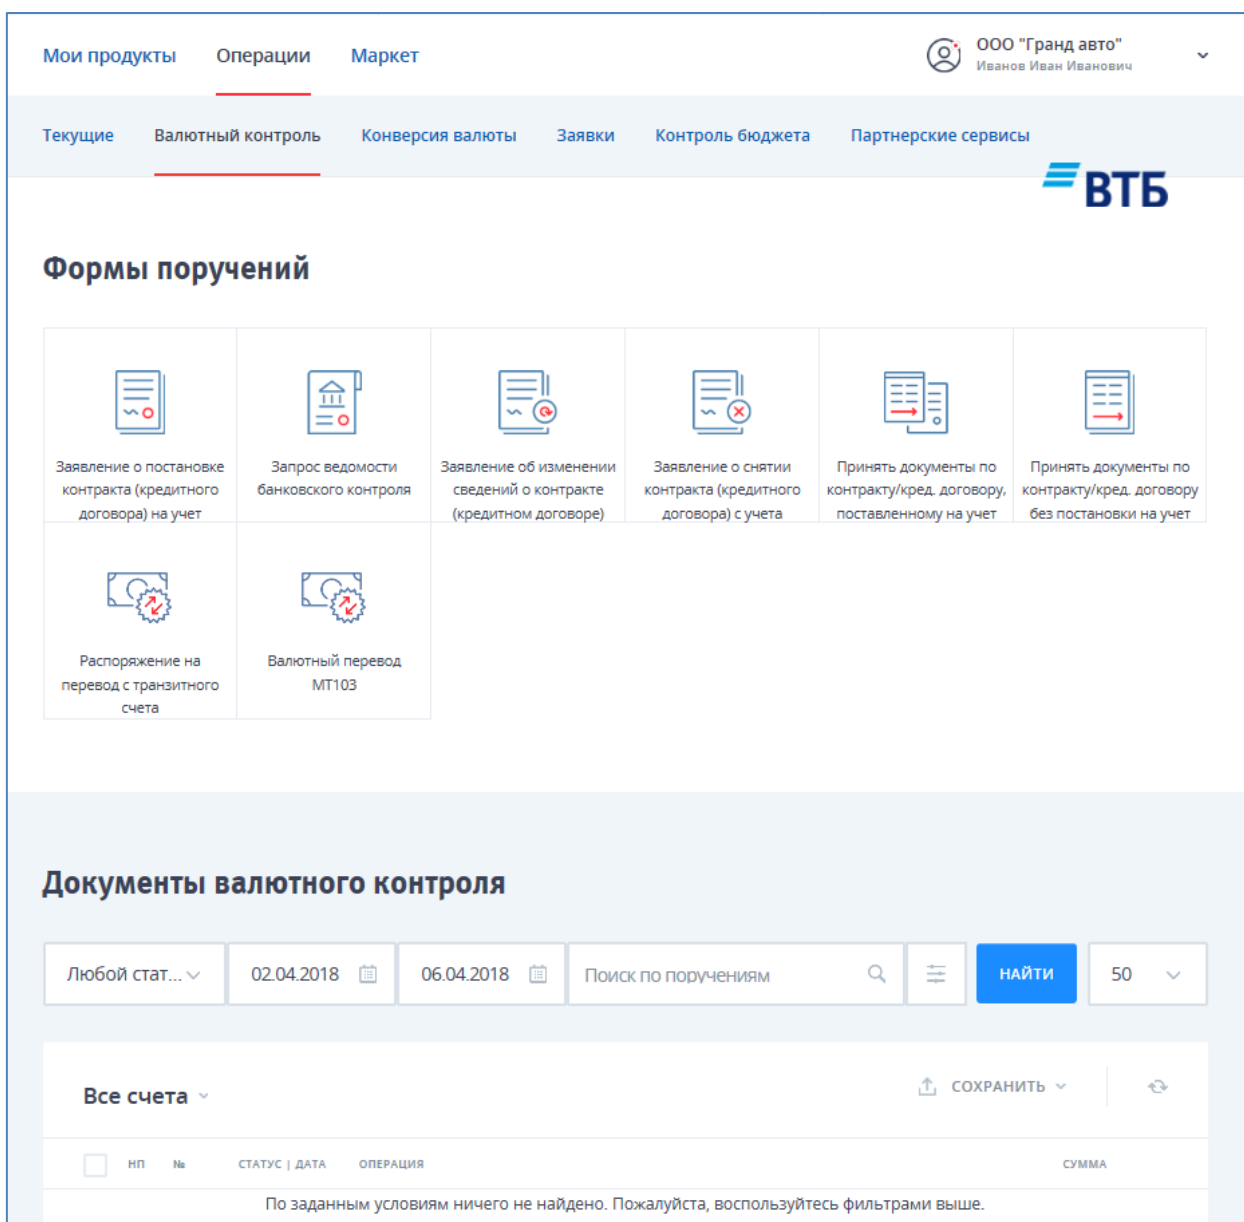 Мои продукты Операции Маркет
ООО "Гранд авто"
Иванов Иван Иванович
Текущие Валютный контроль Конверсия валюты Заявки Контроль бюджета Партнерские сервисы
ВТБ
Формы поручений
Заявление о постановке
контракта (кредитного
договора) на учет
Запрос ведомости
банковского контроля
Заявление об изменении
сведений о контракте
(кредитном договоре)
Заявление о снятии
контракта (кредитного
договора) с учета
Принять документы по
контракту/кред. договору,
поставленному на учет
Принять документы по
контракту/кред. договору
без постановки на учет
Распоряжение на
перевод с транзитного
счета
Валютный перевод
МТ103
Документы валютного контроля
Любой стат... 02.04.2018 06.04.2018 Поиск по поручениям НАЙТИ 50
Все счета СОХРАНИТЬ
НП № СТАТУС | ДАТА ОПЕРАЦИЯ СУММА
По заданным условиям ничего не найдено. Пожалуйста, воспользуйтесь фильтрами выше.